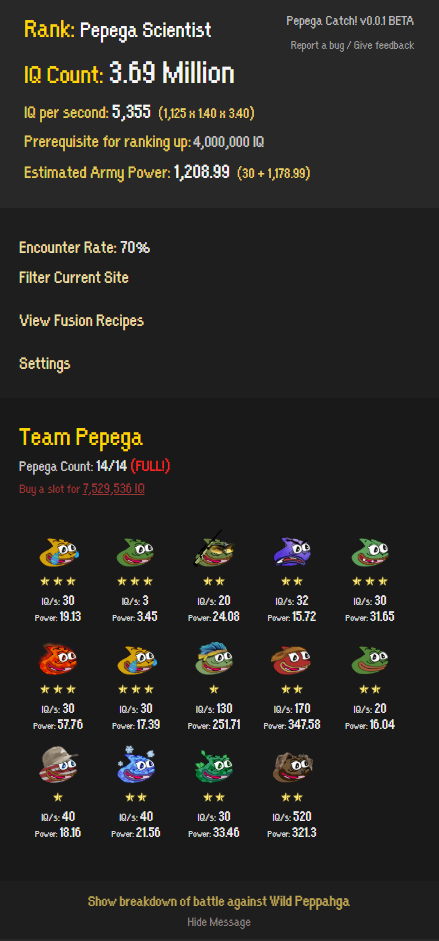 Rank: Pepega Scientist
Pepega Catch! v0.0.1 BETA
Report a bug / Give feedback
IQ Count: 3.69 Million
IQ per second: 5,355 (1,125 x 1.40 x 3.40)
Prerequisite for ranking up: 4,000,000 IQ
Estimated Army Power: 1,208.99 (30 + 1,178.99)
Encounter Rate: 70%
Filter Current Site
View Fusion Recipes
Settings
Team Pepega
Pepega Count: 14/14 (FULL!)
Buy a slot for 7,529,536 IQ
IQ/s: 30 IQ/s: 3 IQ/s: 20 IQ/s: 32 IQ/s: 30
Power: 19.13 Power: 3.45 Power: 24.08 Power: 15.72 Power: 31.65
IQ/s: 30 IQ/s: 30 IQ/s: 130 IQ/s: 170 IQ/s: 20
Power: 57.76 Power: 17.39 Power: 251.71 Power: 347.58 Power: 16.04
IQ/s: 40 IQ/s: 40 IQ/s: 30 IQ/s: 520
Power: 18.16 Power: 21.56 Power: 33.46 Power: 321.3
Show breakdown of battle against Wild Peppahga
Hide Message